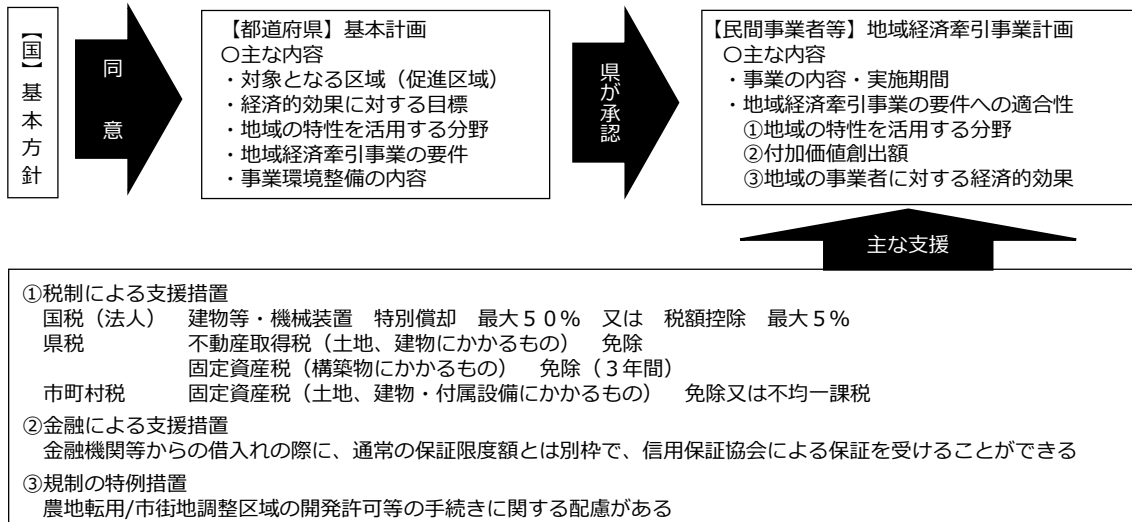 【国】基本方針
同意
【都道府県】基本計画
〇主な内容
・対象となる区域（促進区域）
・経済的効果に対する目標
・地域の特性を活用する分野
・地域経済牽引事業の要件
・事業環境整備の内容
県が承認
【民間事業者等】地域経済牽引事業計画
〇主な内容
・事業の内容・実施期間
・地域経済牽引事業の要件への適合性
①地域の特性を活用する分野
②付加価値創出額
③地域の事業者に対する経済的効果
主な支援
①税制による支援措置
国税（法人）　建物等・機械装置　特別償却　最大５０％　又は　税額控除　最大５％
県税　不動産取得税（土地、建物にかかるもの）　免除
固定資産税（構築物にかかるもの）　免除（３年間）
市町村税　固定資産税（土地、建物・付属設備にかかるもの）　免除又は不均一課税
②金融による支援措置
金融機関等からの借入れの際に、通常の保証限度額とは別枠で、信用保証協会による保証を受けることができる
③規制の特例措置
農地転用/市街地調整区域の開発許可等の手続きに関する配慮がある